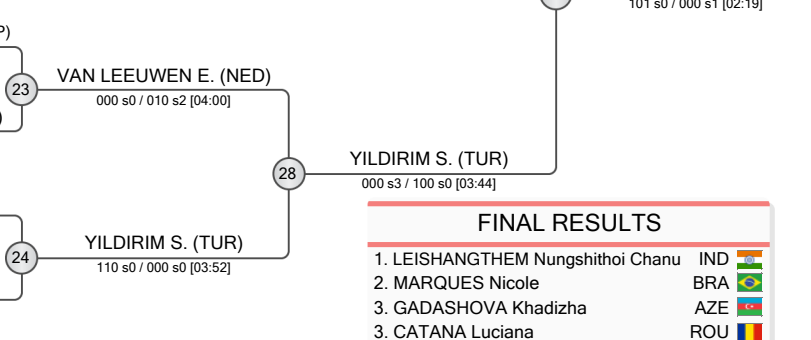 101 s0 / 000 s1 [02:19]
P)
VAN LEEUWEN E. (NED)
23
000 s0 / 010 s2 [04:00]
)
YILDIRIM S. (TUR)
28
000 s3 / 100 s0 [03:44]
FINAL RESULTS
YILDIRIM S. (TUR)
24
110 s0 / 000 s0 [03:52]
1. LEISHANGTHEM Nungshithoi Chanu IND
2. MARQUES Nicole BRA
3. GADASHOVA Khadizha AZE
3. CATANA Luciana ROU